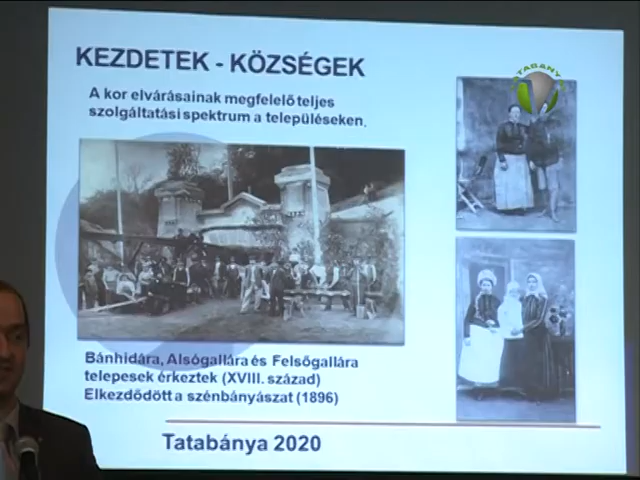 KEZDETEK - KÖZSÉGEK
A kor elvárásainak megfelelő teljes
szolgáltatási spektrum a településeken.
TATABÁNYA
Bánhidára, Alsógallára és Felsőgallára
telepesek érkeztek (XVIII. század)
Elkezdődött a szénbányászat (1896)
Tatabánya 2020